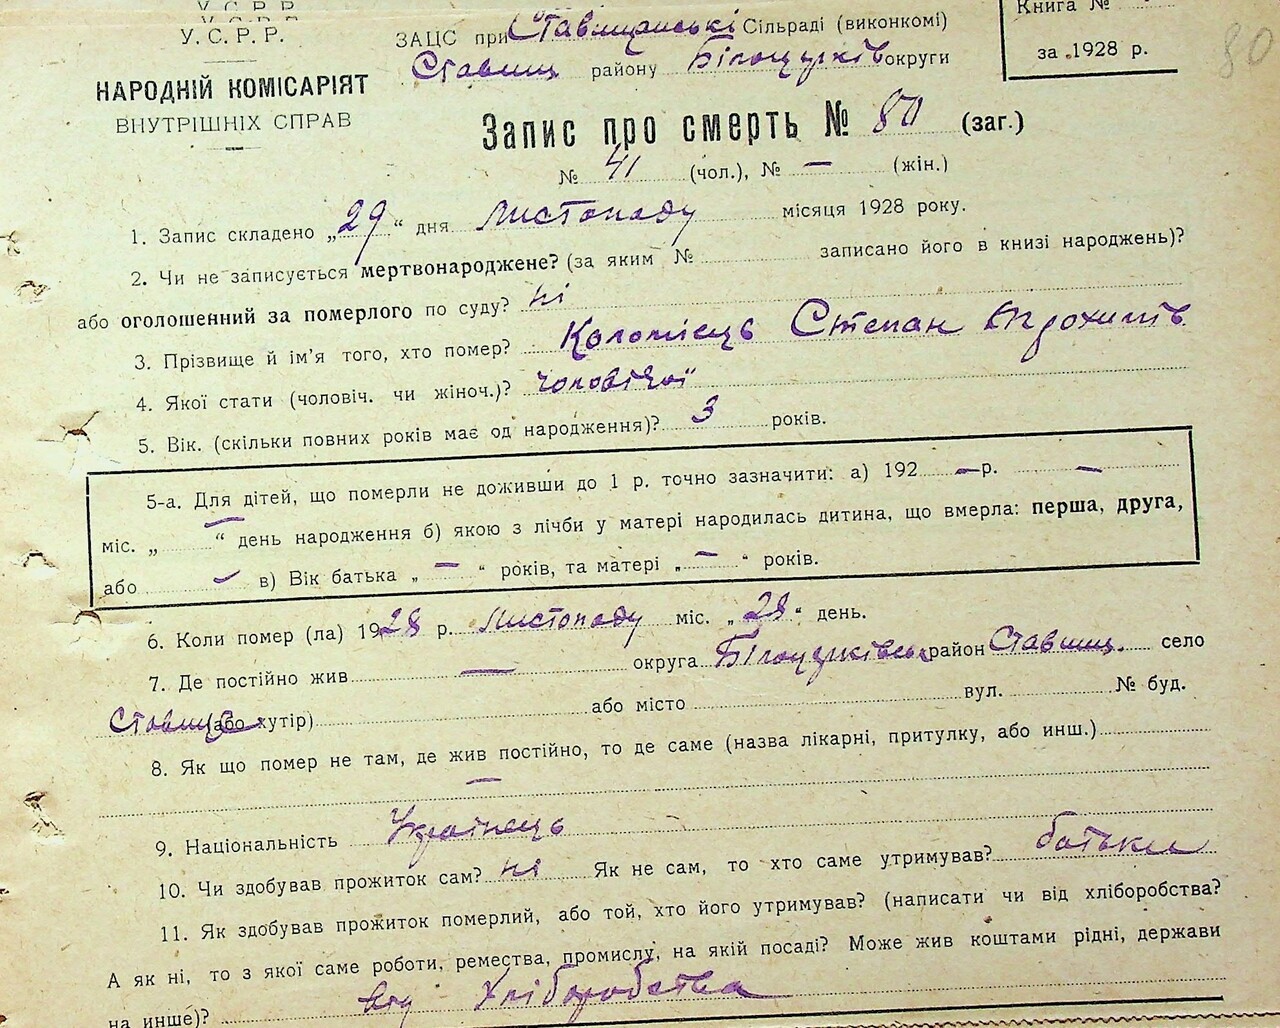 У. С. Р. Р.
НАРОДНІЙ КОМІСАРІЯТ
ВНУТРІШНІХ СПРАВ
ЗАЦС при Ставищанські Сільраді (виконкомі)
Ставищ району Білоцерків округи
Книга №
за 1928 р.
80
Запис про смерть № 80 (заг.)
№ 41 (чол.), № — (жін.)
1. Запис складено „29“ дня Листопаду місяця 1928 року.
2. Чи не записується мертвонароджене? (за яким № записано його в книзі народжень)?
або оголошенний за померлого по суду? ні
3. Прізвище й ім'я того, хто помер? Коломієць Степан
4. Якої стати (чоловіч. чи жіноч.)? чоловічої
5. Вік. (скільки повних років має од народження)? 3 років.
5-а. Для дітей, що померли не доживши до 1 р. точно зазначити: а) 192 — р. —
міс. „ — “ день народження б) якою з лічби у матері народилась дитина, що вмерла: перша, друга,
або — в) Вік батька „ — “ років, та матері „ — “ років.
6. Коли помер (ла) 1928 р. Листопаду міс. „28“ день.
7. Де постійно жив — округа Білоцерківськ район Ставищ. село
Ставище (або хутір) або місто вул. № буд.
8. Як що помер не там, де жив постійно, то де саме (назва лікарні, притулку, або инш.)
—
9. Національність Українець
10. Чи здобував прожиток сам? ні Як не сам, то хто саме утримував? батьки
11. Як здобував прожиток померлий, або той, хто його утримував? (написати чи від хліборобства?
А як ні, то з якої саме роботи, ремества, промислу, на якій посаді? Може жив коштами рідні, держави
на инше)? від Хліборобства